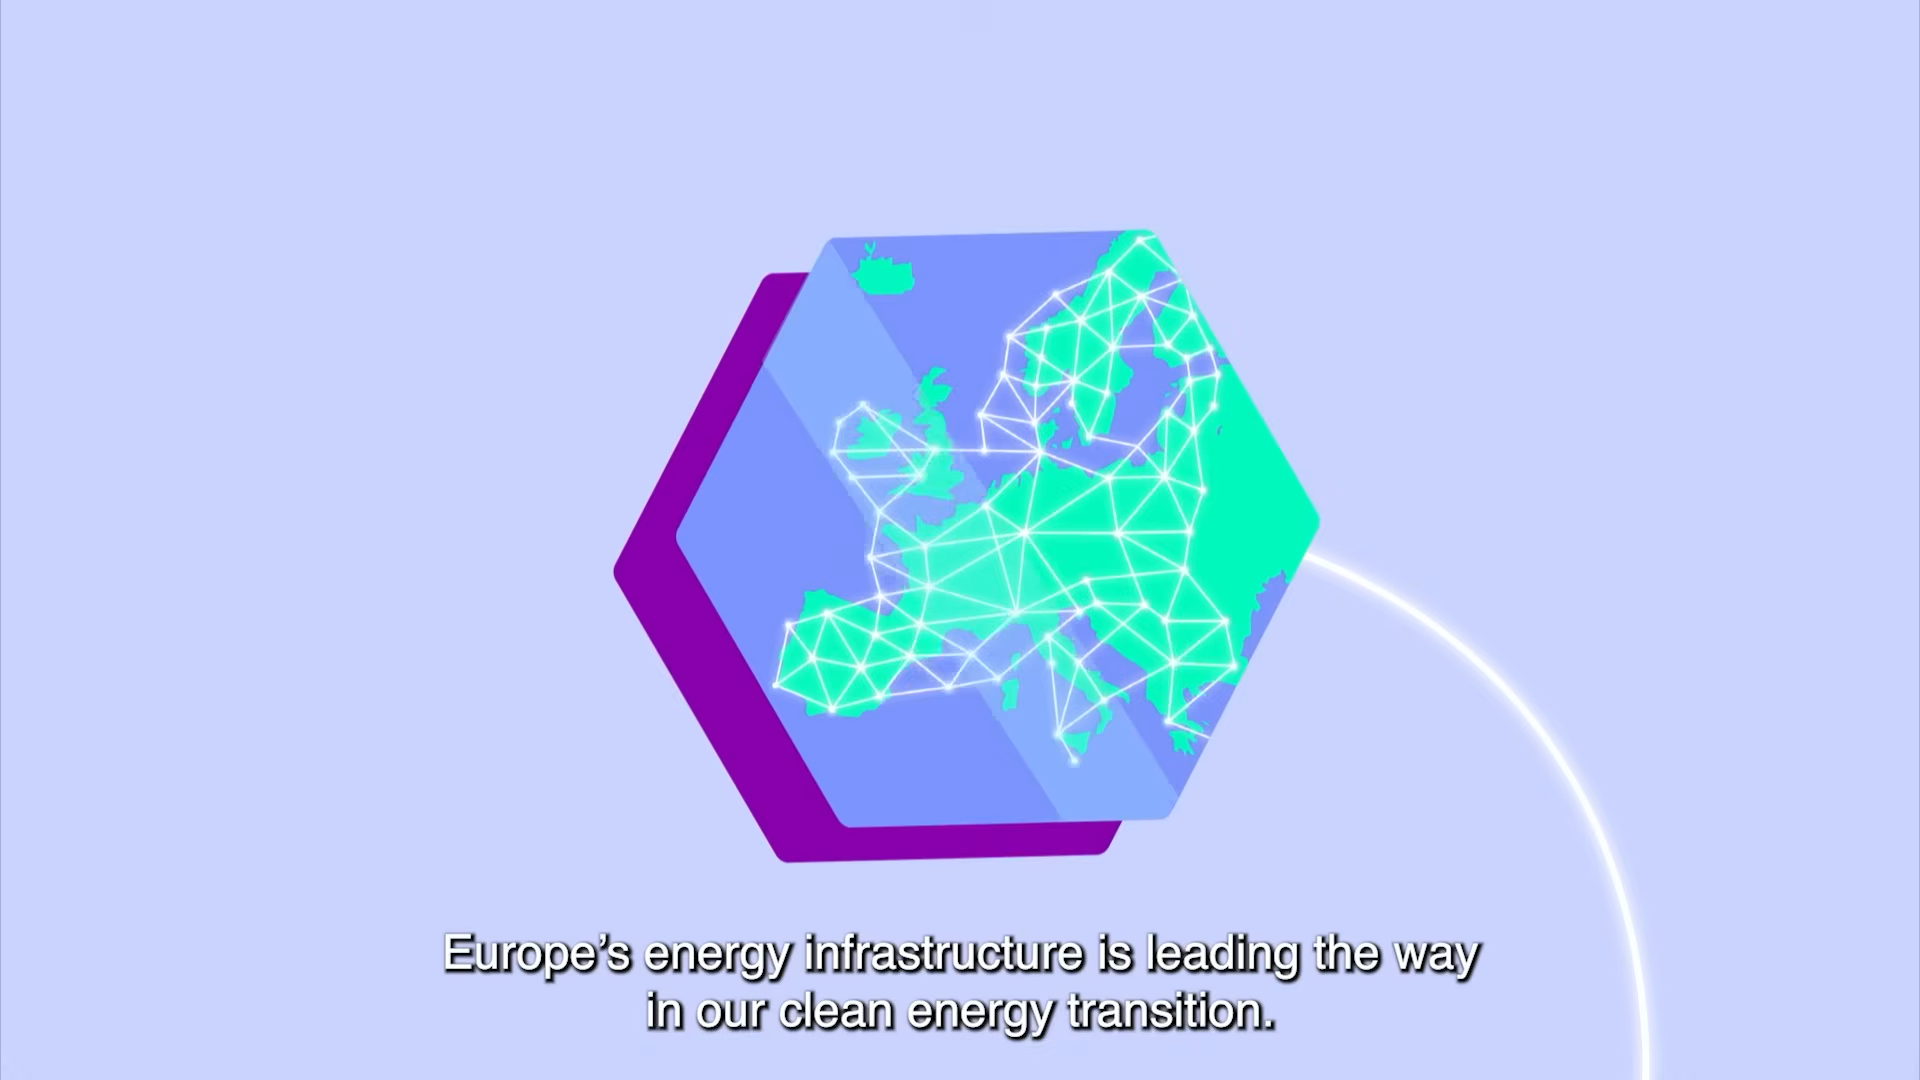 Europe’s energy infrastructure is leading the way
in our clean energy transition.